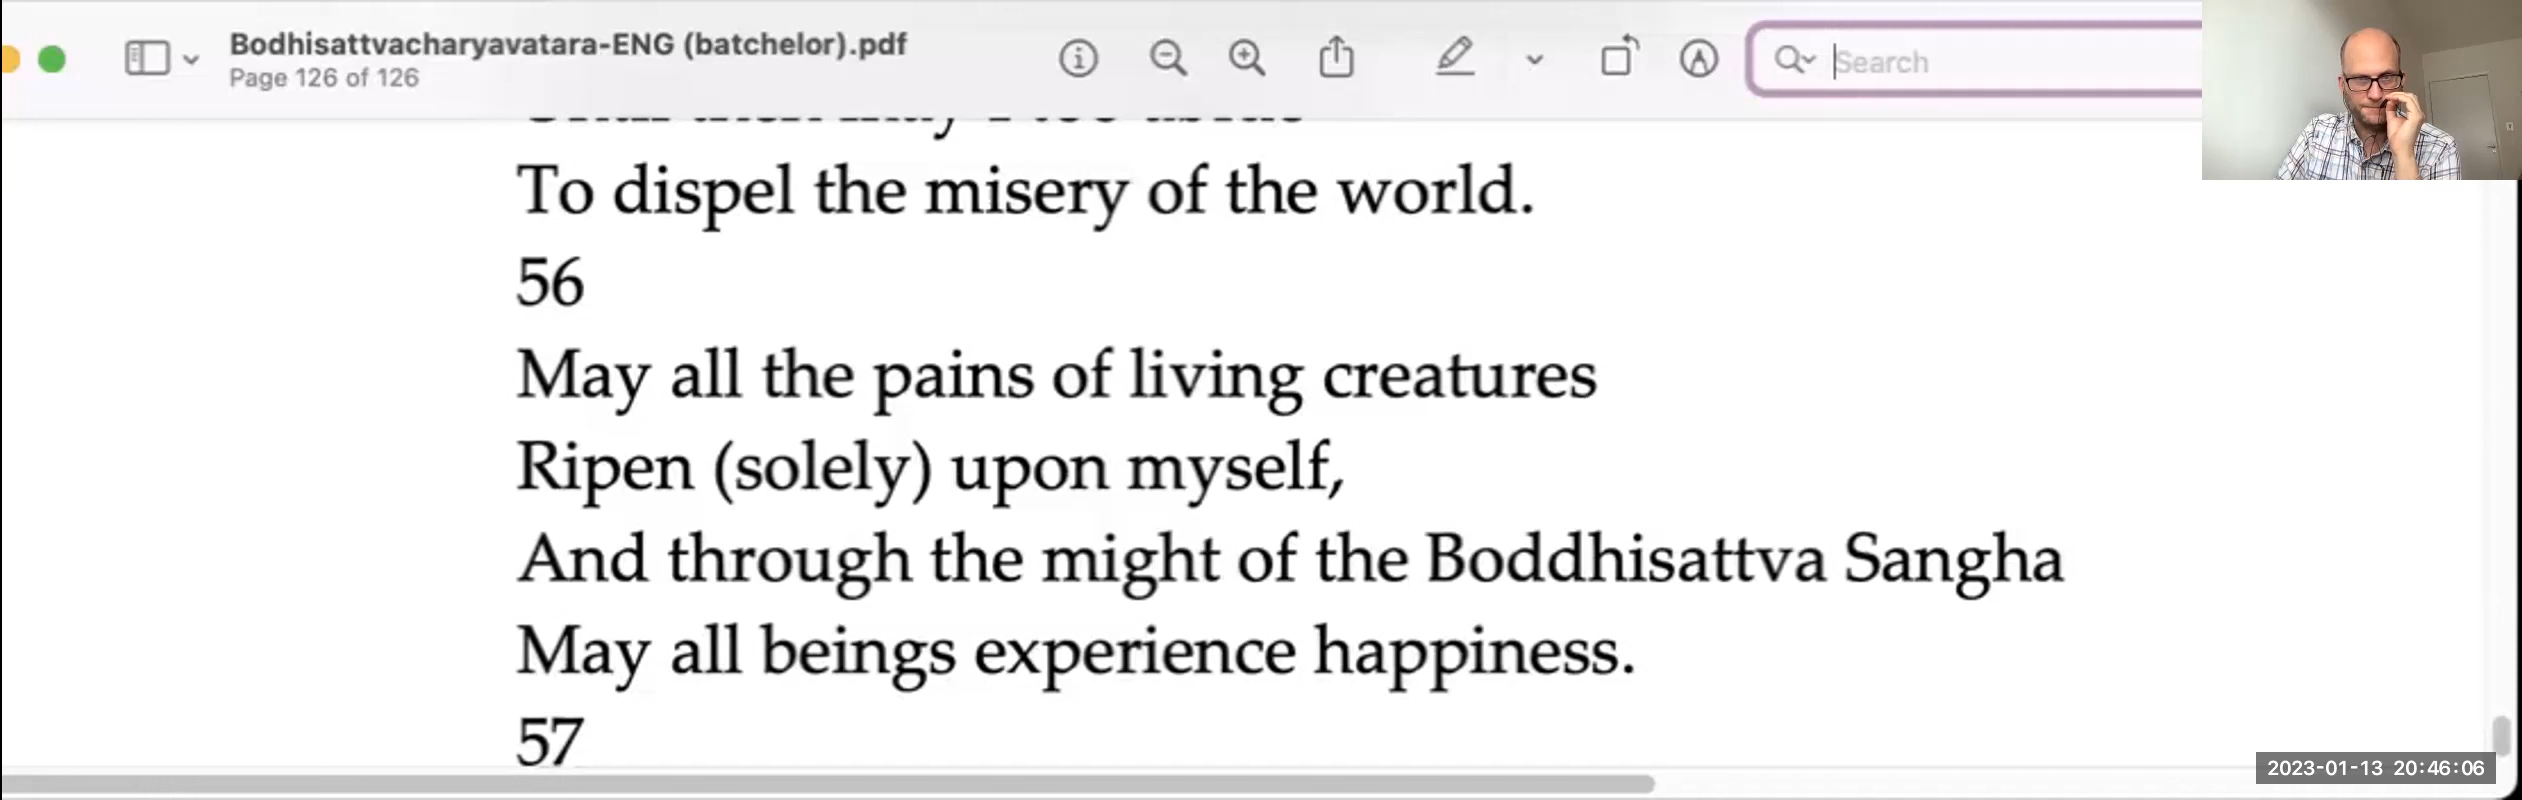 Bodhisattvacharyavatara-ENG (batchelor).pdf
Page 126 of 126
Search
To dispel the misery of the world.
56
May all the pains of living creatures
Ripen (solely) upon myself,
And through the might of the Boddhisattva Sangha
May all beings experience happiness.
57
2023-01-13 20:46:06